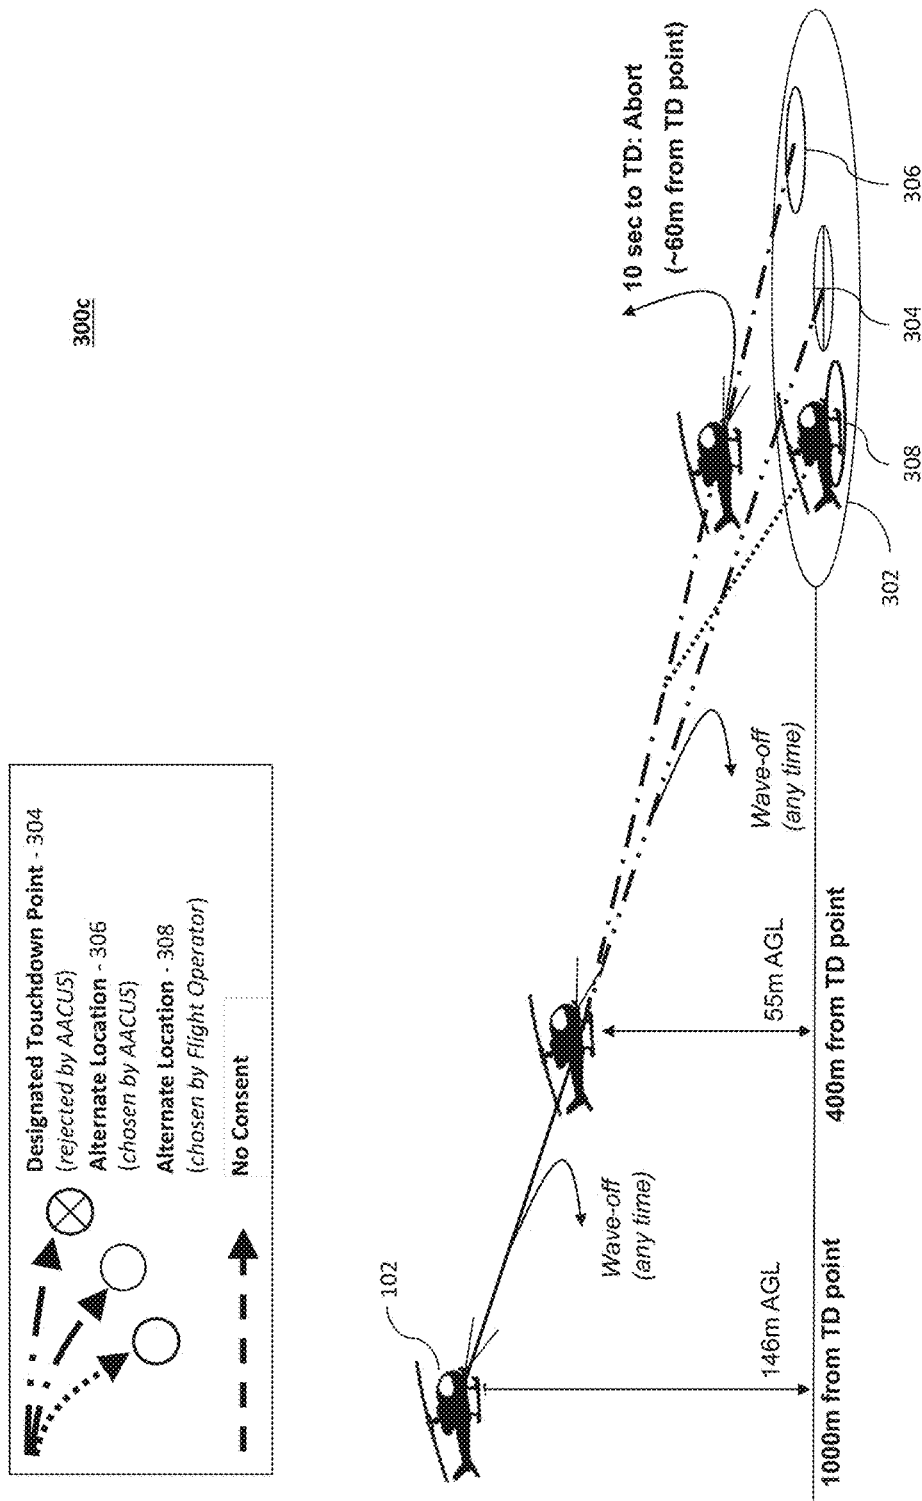 300c
Designated Touchdown Point - 304
(rejected by AACUS)
Alternate Location - 306
(chosen by AACUS)
Alternate Location - 308
(chosen by Flight Operator)
No Consent
102
Wave-off
(any time)
Wave-off
(any time)
10 sec to TD: Abort
(~60m from TD point)
146m AGL
55m AGL
1000m from TD point
400m from TD point
302
308
304
306